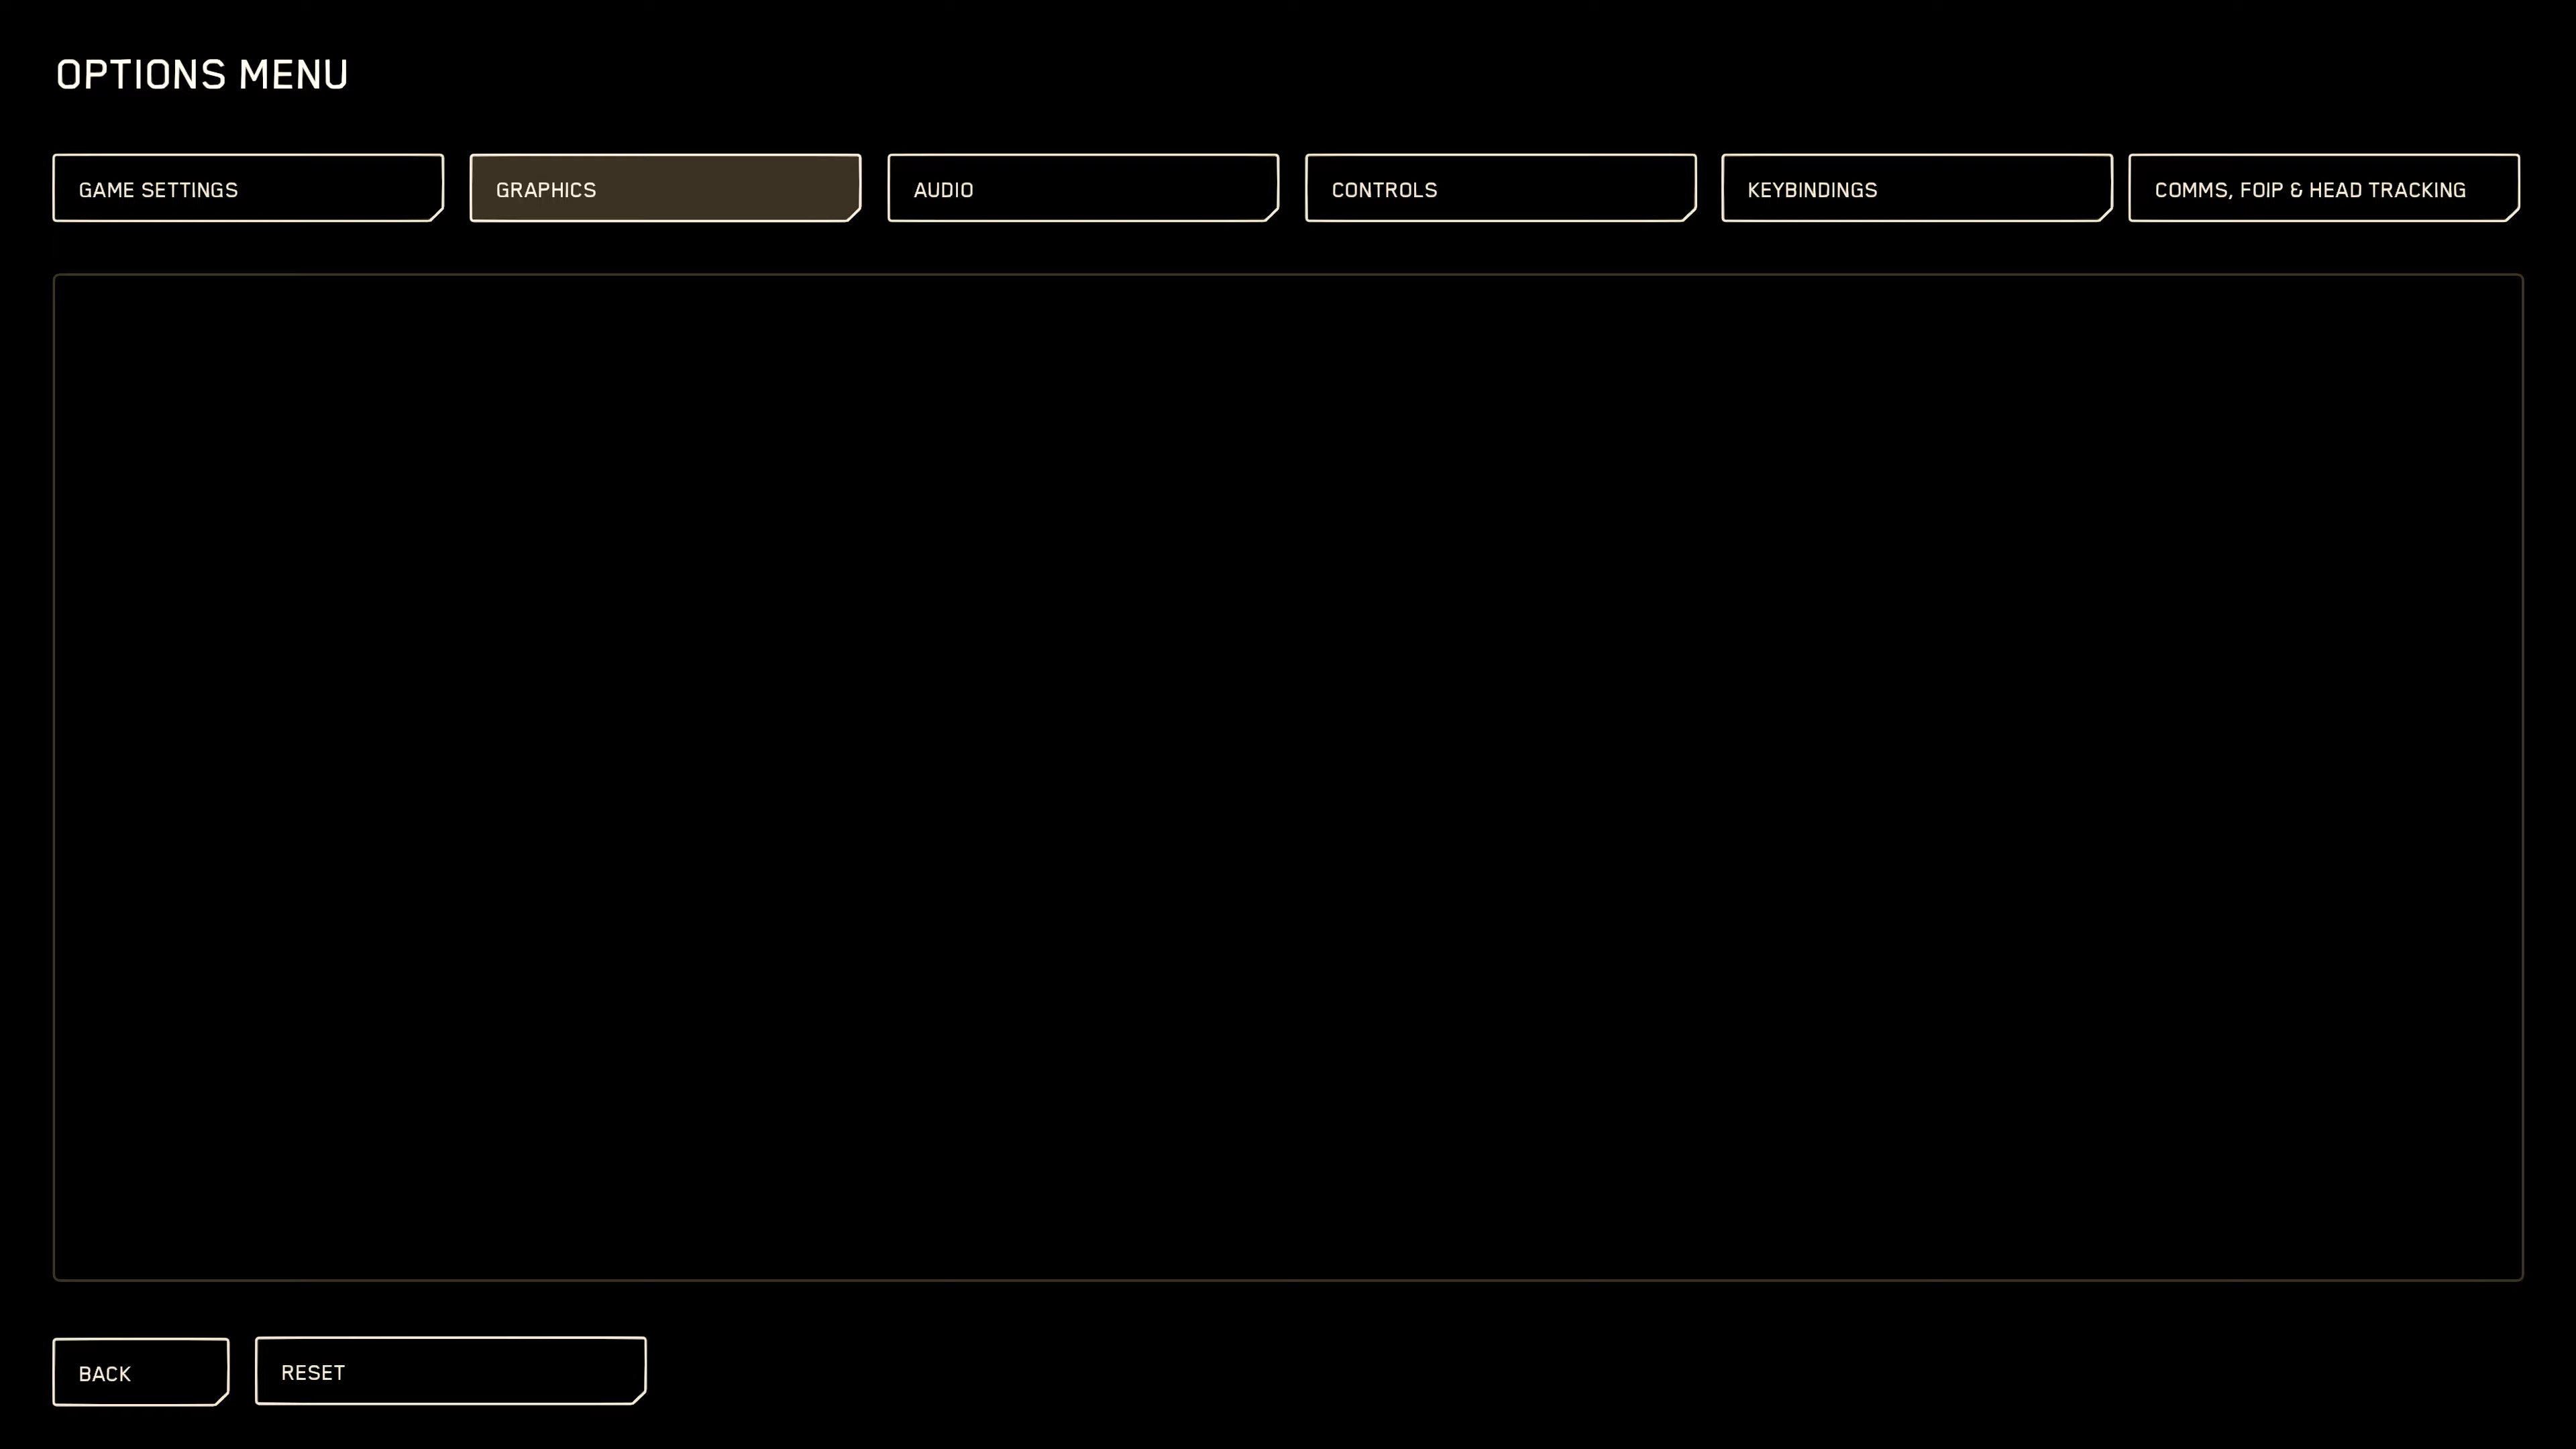 OPTIONS MENU
GAME SETTINGS
GRAPHICS
AUDIO
CONTROLS
KEYBINDINGS
COMMS, FOIP & HEAD TRACKING
BACK
RESET